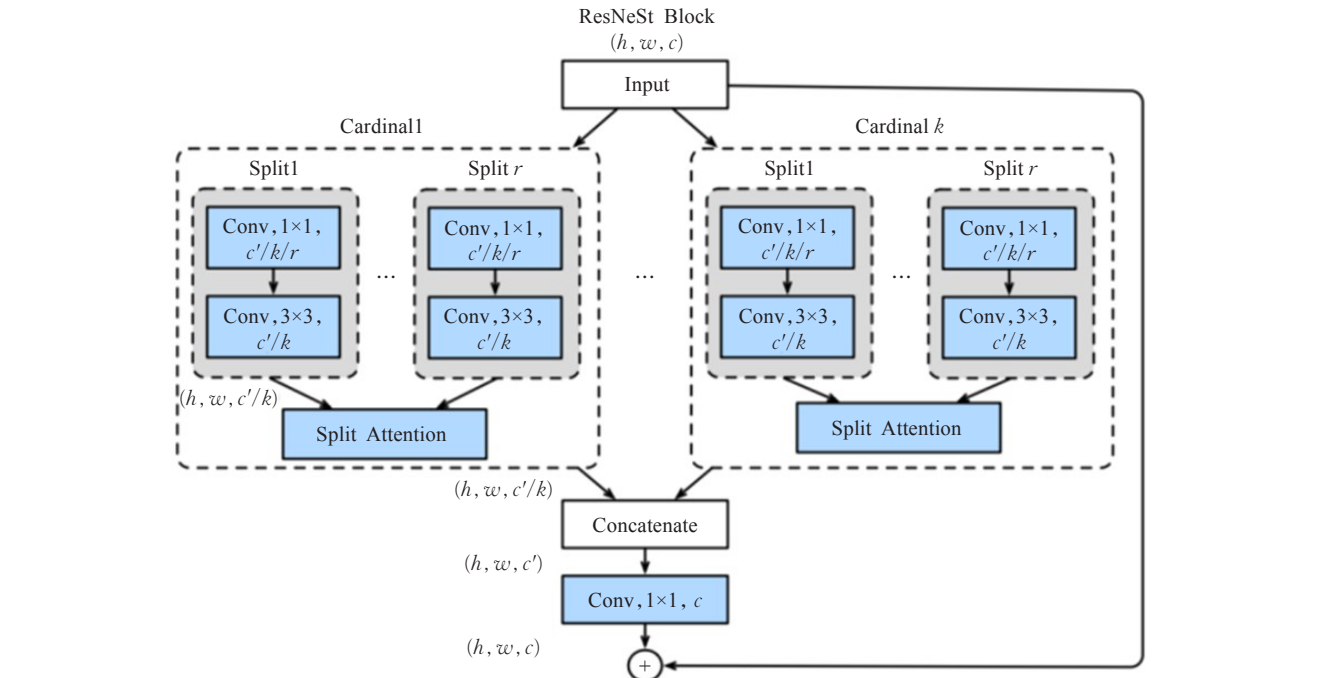 ResNeSt Block
(h, w, c)
Input
Cardinal1
Split1
Split r
Conv, 1×1,
c′/k/r
Conv, 1×1,
c′/k/r
...
Conv, 3×3,
c′/k
Conv, 3×3,
c′/k
(h, w, c′/k)
Split Attention
...
Cardinal k
Split1
Split r
Conv, 1×1,
c′/k/r
Conv, 1×1,
c′/k/r
...
Conv, 3×3,
c′/k
Conv, 3×3,
c′/k
Split Attention
(h, w, c′/k)
Concatenate
(h, w, c′)
Conv, 1×1, c
(h, w, c)
+